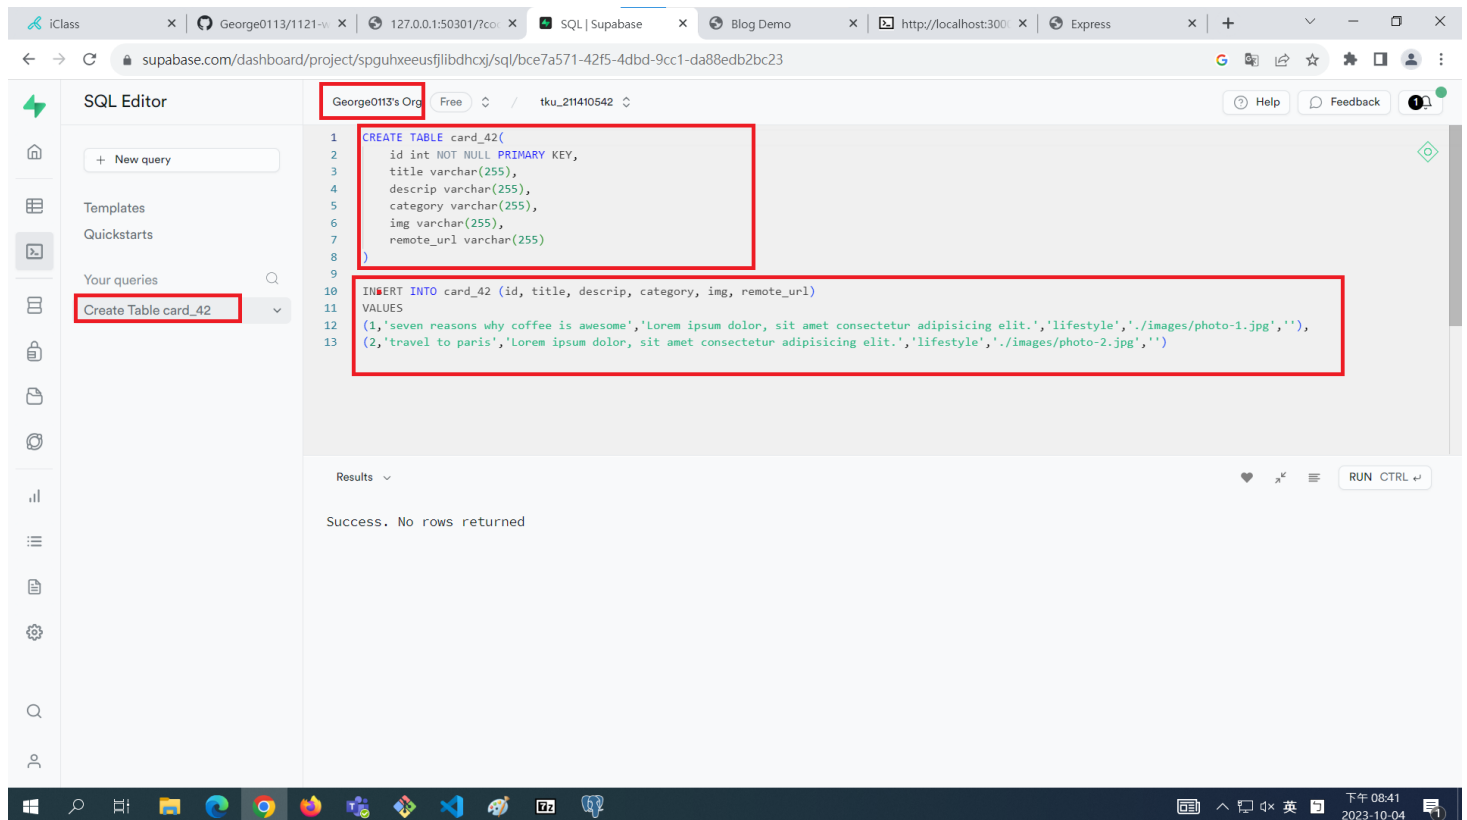 iClass
George0113/1121-w
127.0.0.1:50301/?co
SQL | Supabase
Blog Demo
http://localhost:300
Express
supabase.com/dashboard/project/spguhxeeusfjlibdhcxj/sql/bce7a571-42f5-4dbd-9cc1-da88edb2bc23
SQL Editor
George0113's Org
Free
/
tku_211410542
Help
Feedback
1
+ New query
Templates
Quickstarts
Your queries
Create Table card_42
1 CREATE TABLE card_42(
2 id int NOT NULL PRIMARY KEY,
3 title varchar(255),
4 descrip varchar(255),
5 category varchar(255),
6 img varchar(255),
7 remote_url varchar(255)
8 )
9
10 INSERT INTO card_42 (id, title, descrip, category, img, remote_url)
11 VALUES
12 (1,'seven reasons why coffee is awesome','Lorem ipsum dolor, sit amet consectetur adipisicing elit.','lifestyle','./images/photo-1.jpg',''),
13 (2,'travel to paris','Lorem ipsum dolor, sit amet consectetur adipisicing elit.','lifestyle','./images/photo-2.jpg','')
Results
RUN CTRL ↵
Success. No rows returned
英
下午 08:41
2023-10-04
1